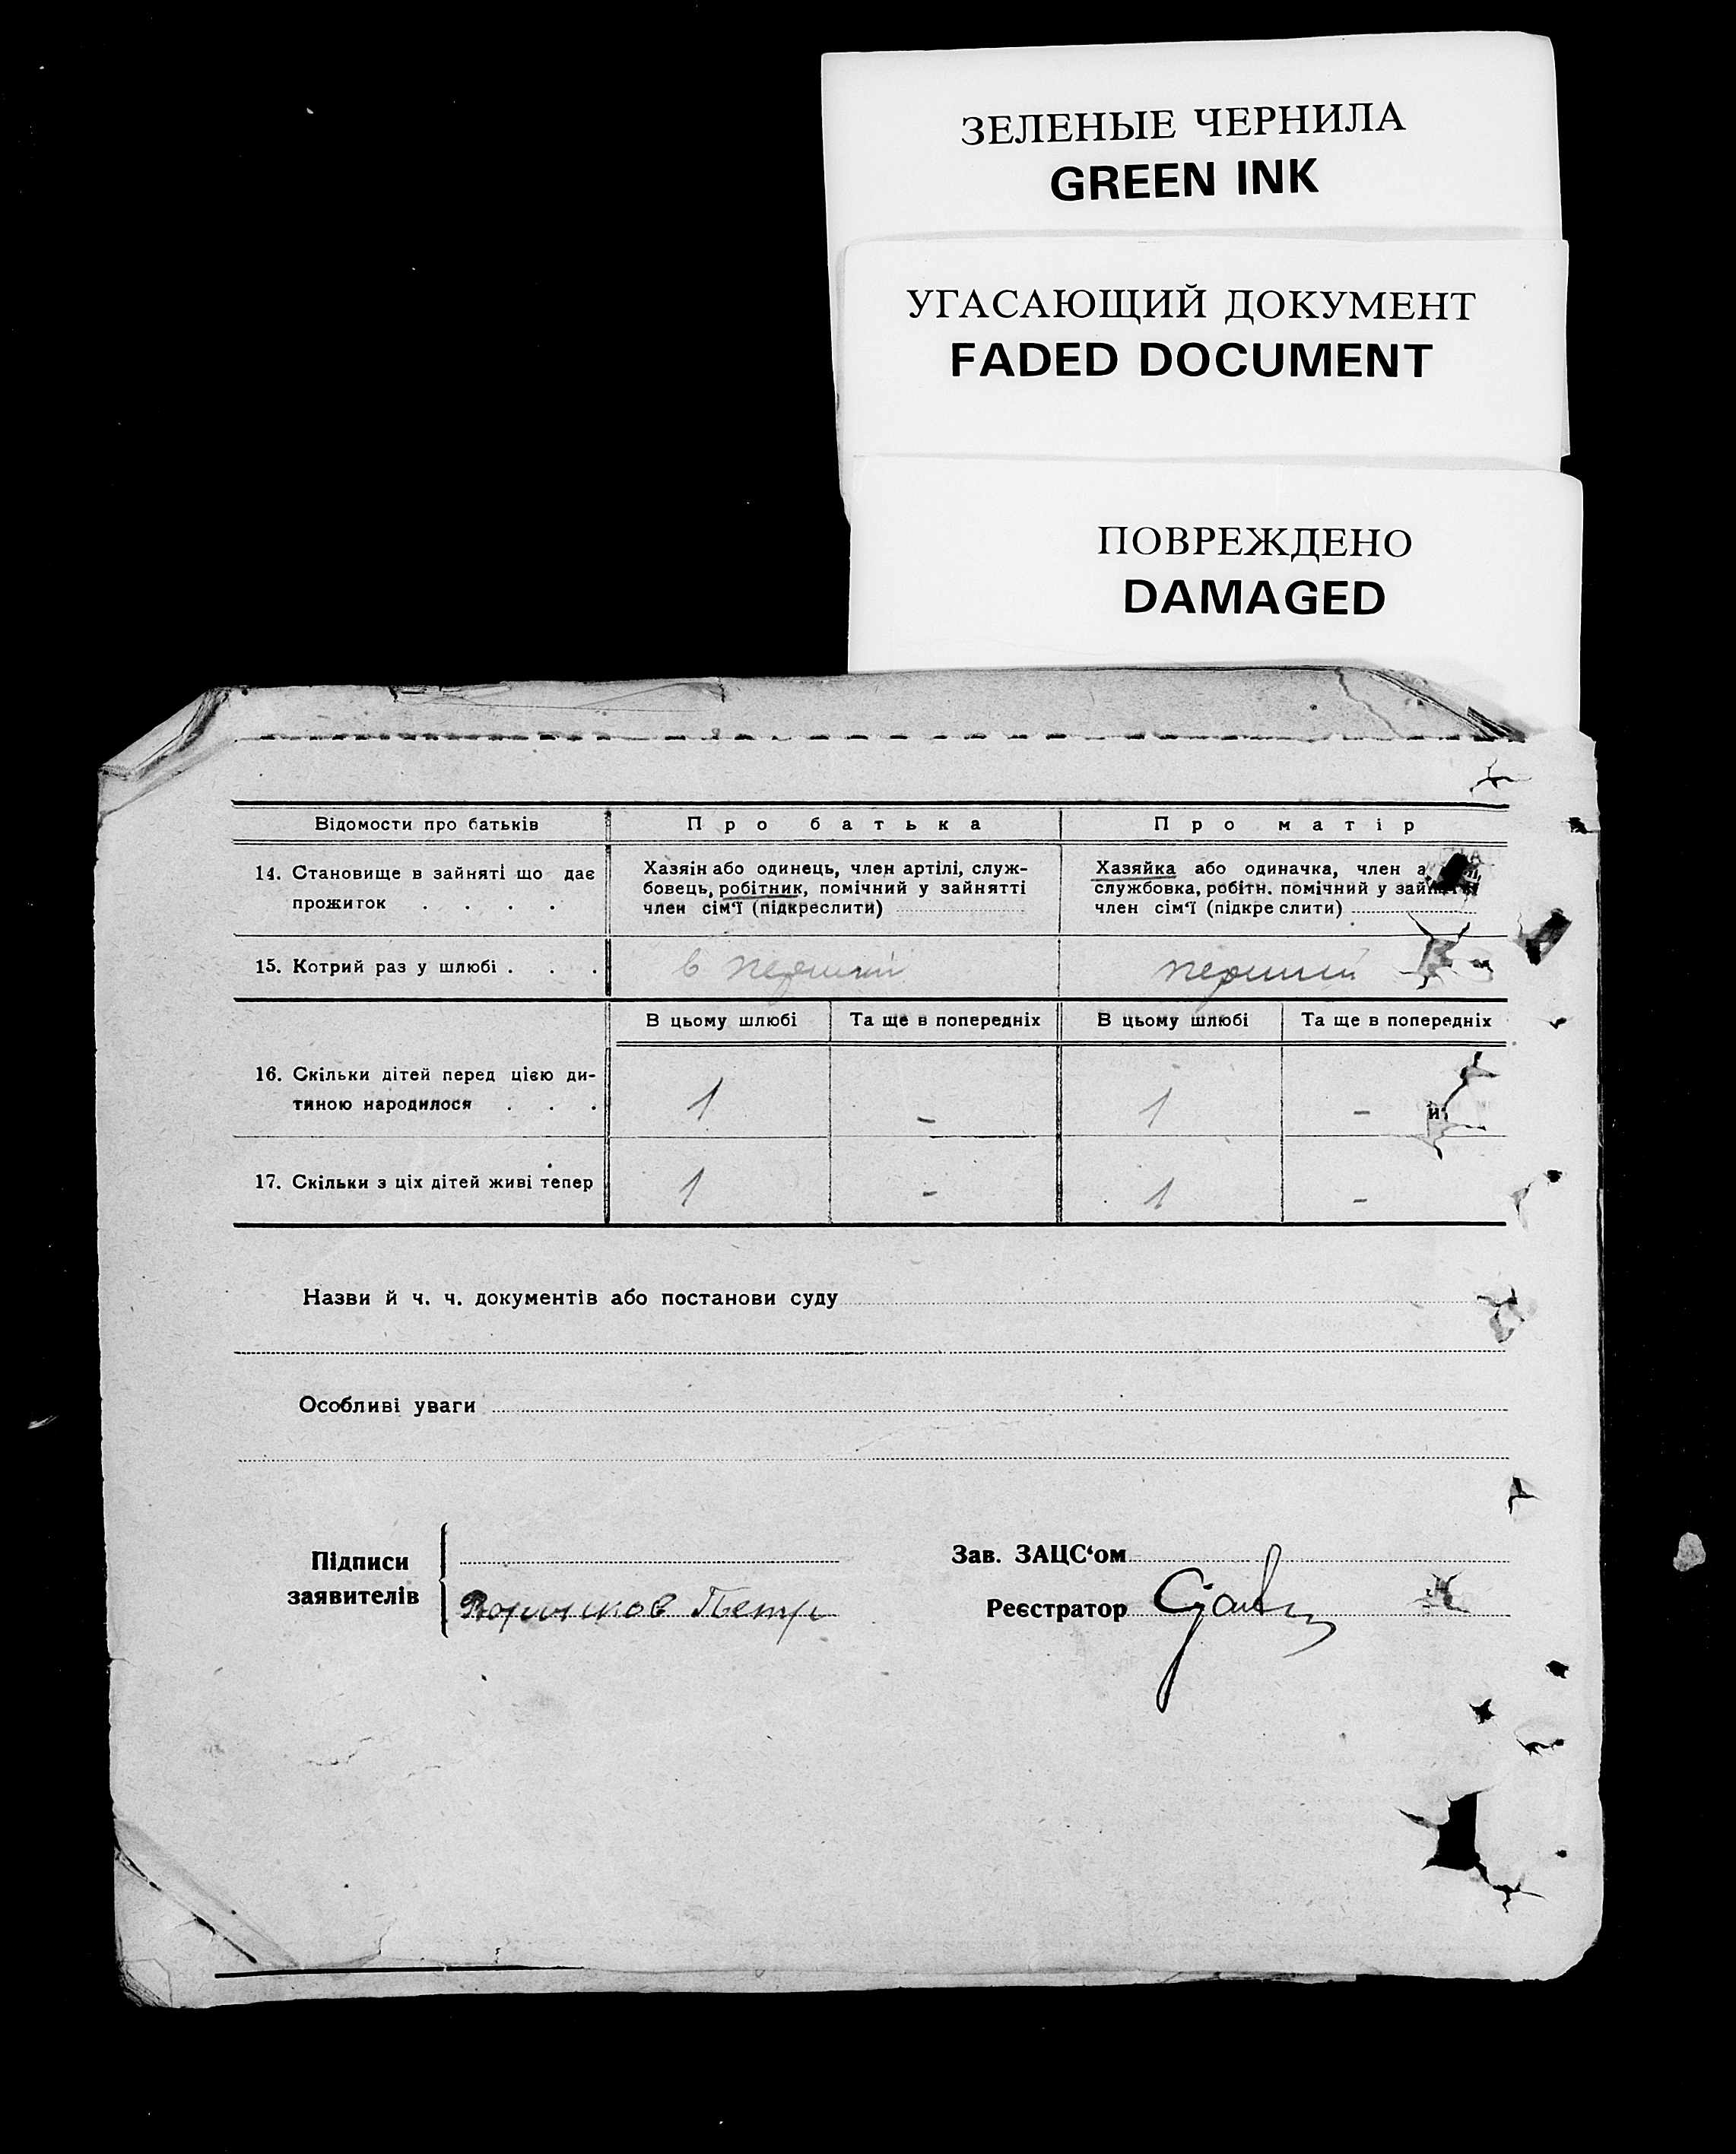 ЗЕЛЕНЫЕ ЧЕРНИЛА
GREEN INK
УГАСАЮЩИЙ ДОКУМЕНТ
FADED DOCUMENT
ПОВРЕЖДЕНО
DAMAGED
Відомости про батьків Про батька Про матір
14. Становище в зайняті що дає
прожиток . . . .
Хазяін або одинець, член артілі, служ-
бовець, робітник, помічний у зайнятті
член сім'ї (підкреслити)
Хазяйка або одиначка, член
службовка, робітн. помічний у
член сім'ї (підкреслити)
15. Котрий раз у шлюбі . . . в перший перший
В цьому шлюбі Та ще в попередніх В цьому шлюбі Та ще в попередніх
16. Скільки дітей перед цією ди-
тиною народилося . . . 1 - 1 -
17. Скільки з ціх дітей живі тепер 1 - 1 -
Назви й ч. ч. документів або постанови суду
Особливі уваги
Підписи
заявителів
Петр
Зав. ЗАЦС‘ом
Реєстратор